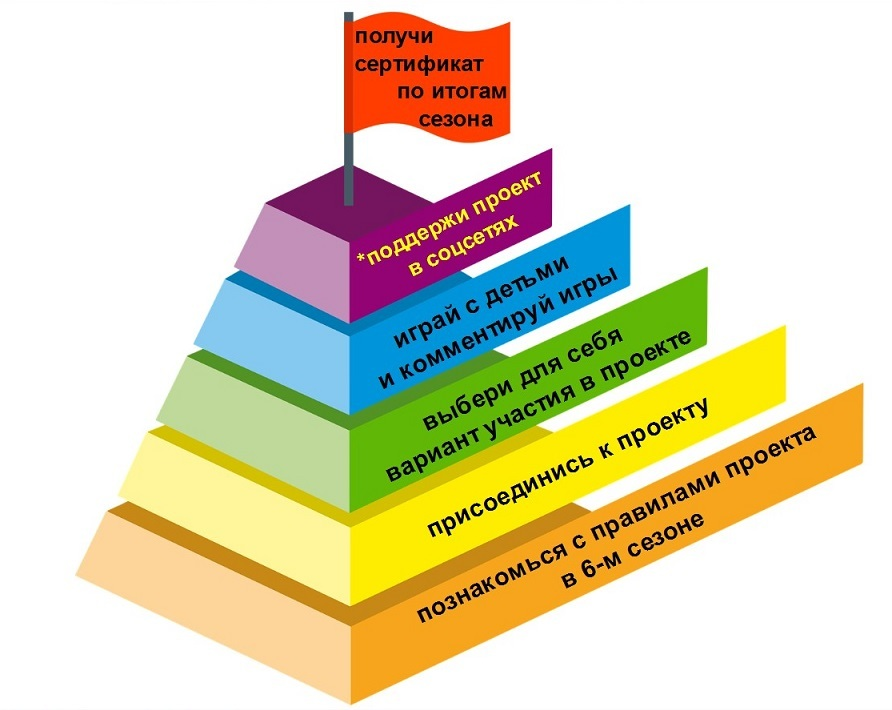 получи
сертификат
по итогам
сезона
*поддержи проект
в соцсетях
играй с детьми
и комментируй игры
выбери для себя
вариант участия в проекте
присоединись к проекту
познакомься с правилами проекта
в 6-м сезоне